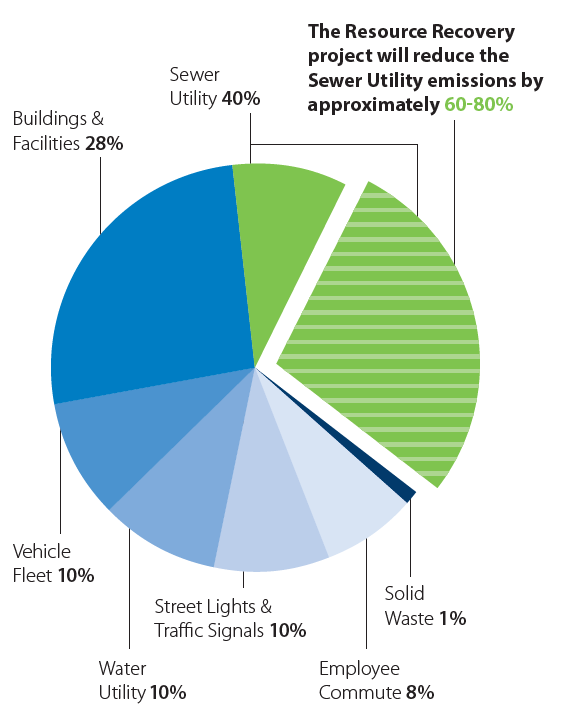 The Resource Recovery
project will reduce the
Sewer Utility emissions by
approximately 60-80%
Sewer
Utility 40%
Buildings &
Facilities 28%
Vehicle
Fleet 10%
Solid
Waste 1%
Street Lights &
Traffic Signals 10%
Water
Utility 10%
Employee
Commute 8%